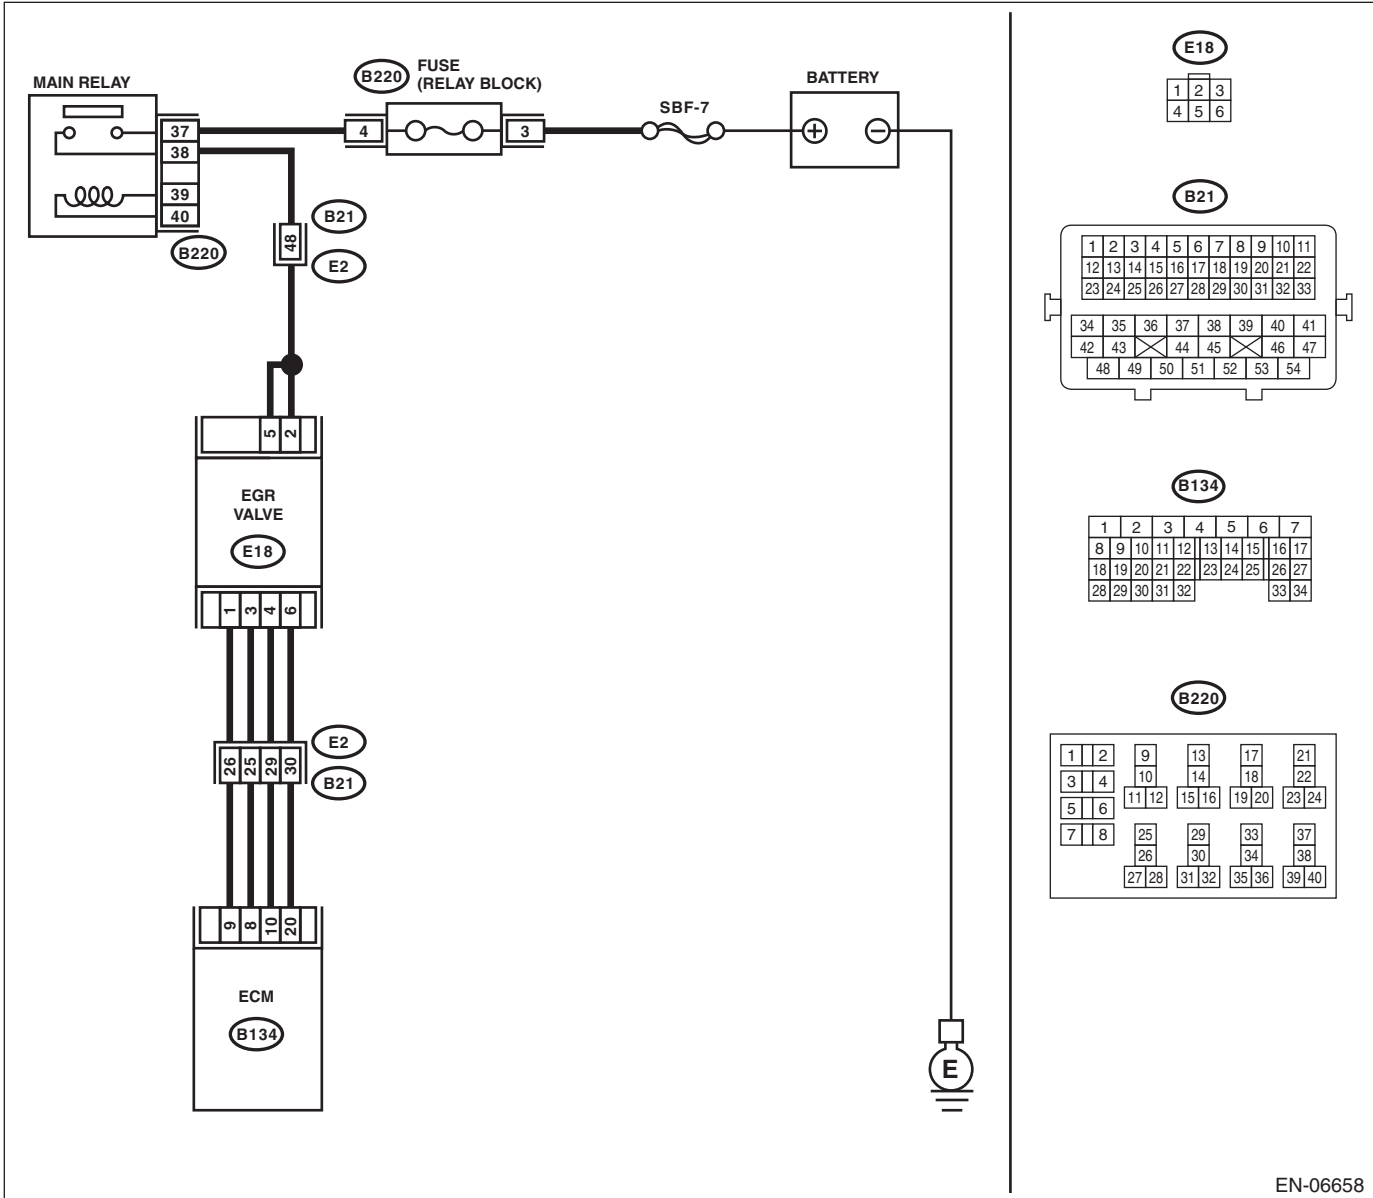 MAIN RELAY
B220
FUSE
(RELAY BLOCK)
BATTERY
SBF-7
37
38
39
40
B220
4
3
+
−
B21
48
E2
5 2
EGR
VALVE
E18
1 3 4 6
E2
26 25 29 30
B21
9 8 10 20
ECM
B134
E
E18
1 2 3
4 5 6
B21
1 2 3 4 5 6 7 8 9 10 11
12 13 14 15 16 17 18 19 20 21 22
23 24 25 26 27 28 29 30 31 32 33
34 35 36 37 38 39 40 41
42 43 44 45 46 47
48 49 50 51 52 53 54
B134
1 2 3 4 5 6 7
8 9 10 11 12 13 14 15 16 17
18 19 20 21 22 23 24 25 26 27
28 29 30 31 32 33 34
B220
1 2 9 13 17 21
3 4 10 14 18 22
5 6 11 12 15 16 19 20 23 24
7 8 25 29 33 37
26 30 34 38
27 28 31 32 35 36 39 40
EN-06658